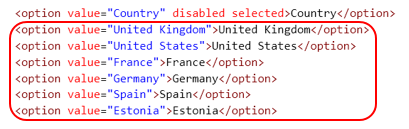 <option value="Country" disabled selected>Country</option>
<option value="United Kingdom">United Kingdom</option>
<option value="United States">United States</option>
<option value="France">France</option>
<option value="Germany">Germany</option>
<option value="Spain">Spain</option>
<option value="Estonia">Estonia</option>